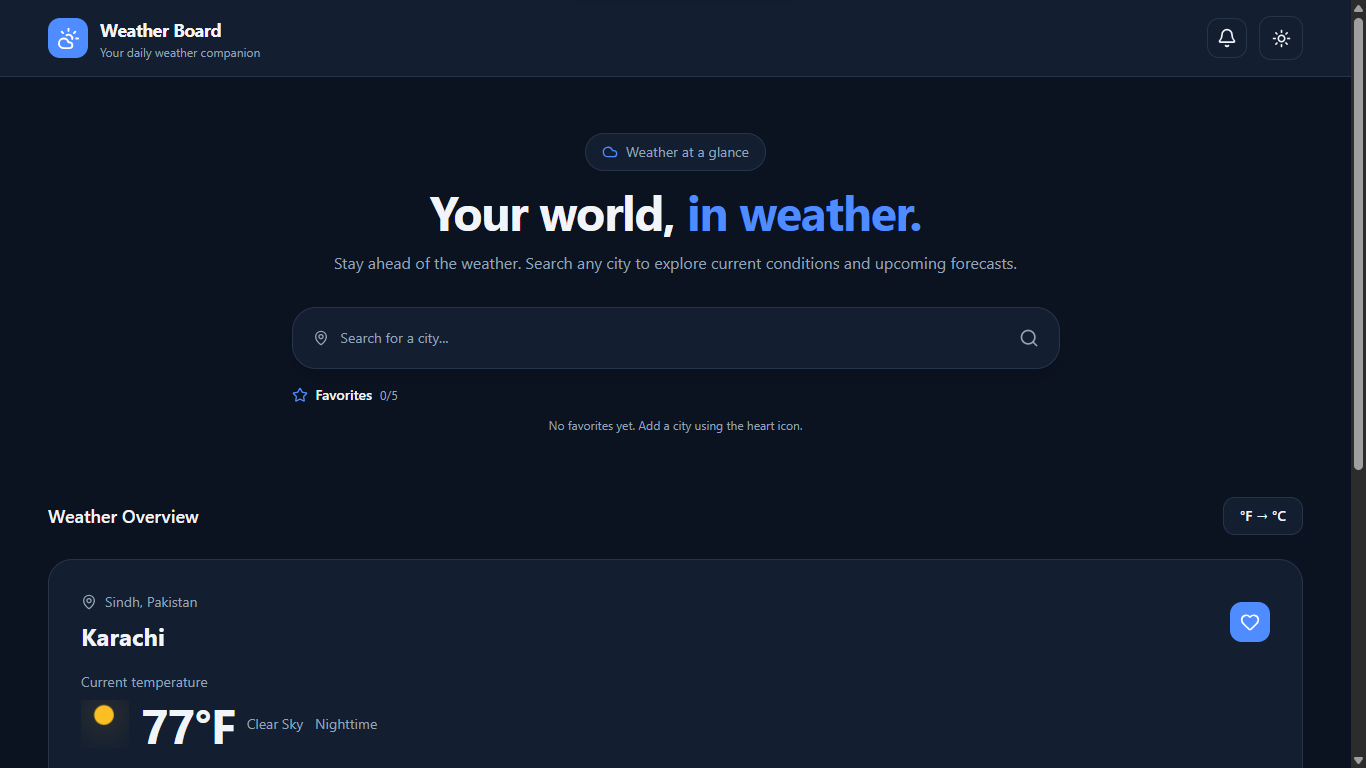 Weather Board
Your daily weather companion
Weather at a glance
Your world, in weather.
Stay ahead of the weather. Search any city to explore current conditions and upcoming forecasts.
Search for a city...
Favorites 0/5
No favorites yet. Add a city using the heart icon.
Weather Overview
°F → °C
Sindh, Pakistan
Karachi
Current temperature
77°F Clear Sky Nighttime